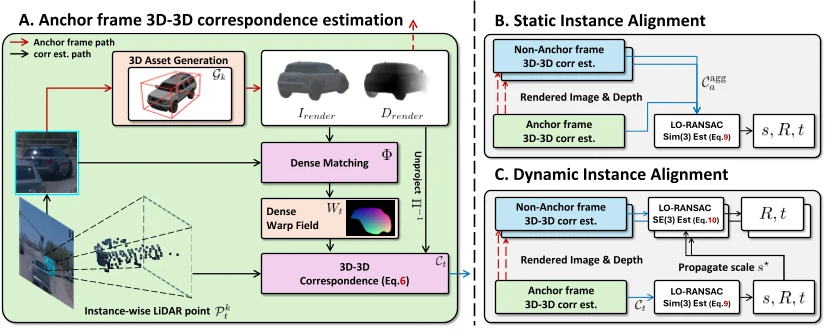 A. Anchor frame 3D-3D correspondence estimation
Anchor frame path
corr est. path
3D Asset Generation
𝒢ₖ
I_render
D_render
Dense Matching
Φ
Unproject Π⁻¹
Dense
Warp Field
Wₜ
3D-3D
Correspondence (Eq.6)
𝒞ₜ
Instance-wise LiDAR point 𝒫ₜᵏ
B. Static Instance Alignment
Non-Anchor frame
3D-3D corr est.
𝒞ₐᵃᵍᵍ
Rendered Image & Depth
Anchor frame
3D-3D corr est.
LO-RANSAC
Sim(3) Est (Eq.9)
s, R, t
C. Dynamic Instance Alignment
Non-Anchor frame
3D-3D corr est.
LO-RANSAC
SE(3) Est (Eq.10)
R, t
Rendered Image & Depth
Propagate scale s⋆
Anchor frame
3D-3D corr est.
𝒞ₜ
LO-RANSAC
Sim(3) Est (Eq.9)
s, R, t